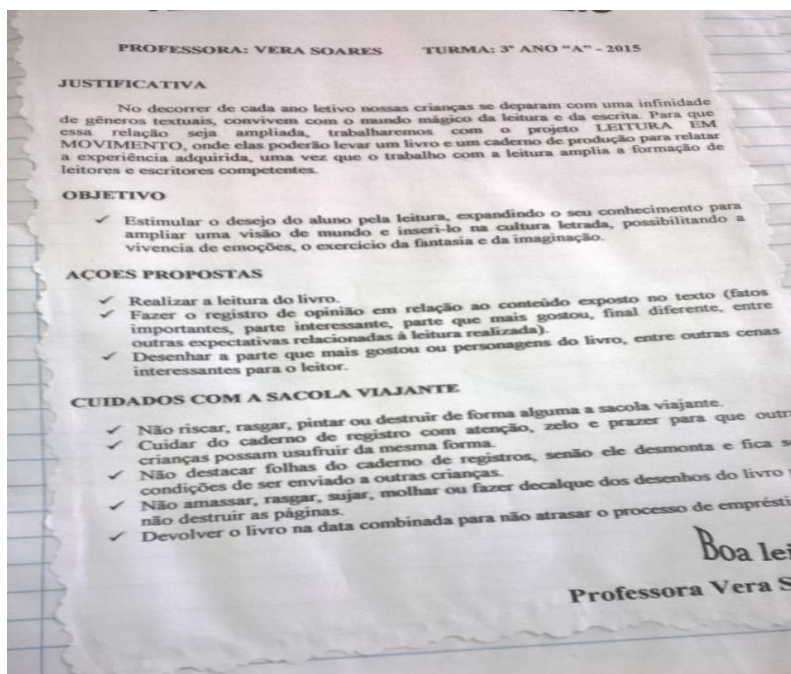 PROFESSORA: VERA SOARES TURMA: 3º ANO "A" - 2015
JUSTIFICATIVA
No decorrer de cada ano letivo nossas crianças se deparam com uma infinidade
de gêneros textuais, convivem com o mundo mágico da leitura e da escrita. Para que
essa relação seja ampliada, trabalharemos com o projeto LEITURA EM
MOVIMENTO, onde elas poderão levar um livro e um caderno de produção para relatar
a experiência adquirida, uma vez que o trabalho com a leitura amplia a formação de
leitores e escritores competentes.
OBJETIVO
✓ Estimular o desejo do aluno pela leitura, expandindo o seu conhecimento para
ampliar uma visão de mundo e inseri-lo na cultura letrada, possibilitando a
vivencia de emoções, o exercício da fantasia e da imaginação.
AÇOES PROPOSTAS
✓ Realizar a leitura do livro.
✓ Fazer o registro de opinião em relação ao conteúdo exposto no texto (fatos
importantes, parte interessante, parte que mais gostou, final diferente, entre
outras expectativas relacionadas à leitura realizada).
✓ Desenhar a parte que mais gostou ou personagens do livro, entre outras cenas
interessantes para o leitor.
CUIDADOS COM A SACOLA VIAJANTE
✓ Não riscar, rasgar, pintar ou destruir de forma alguma a sacola viajante.
✓ Cuidar do caderno de registro com atenção, zelo e prazer para que outr
crianças possam usufruir da mesma forma.
✓ Não destacar folhas do caderno de registros, senão ele desmonta e fica s
condições de ser enviado a outras crianças.
✓ Não amassar, rasgar, sujar, molhar ou fazer decalque dos desenhos do livro
não destruir as páginas.
✓ Devolver o livro na data combinada para não atrasar o processo de emprésti
Boa lei
Professora Vera S